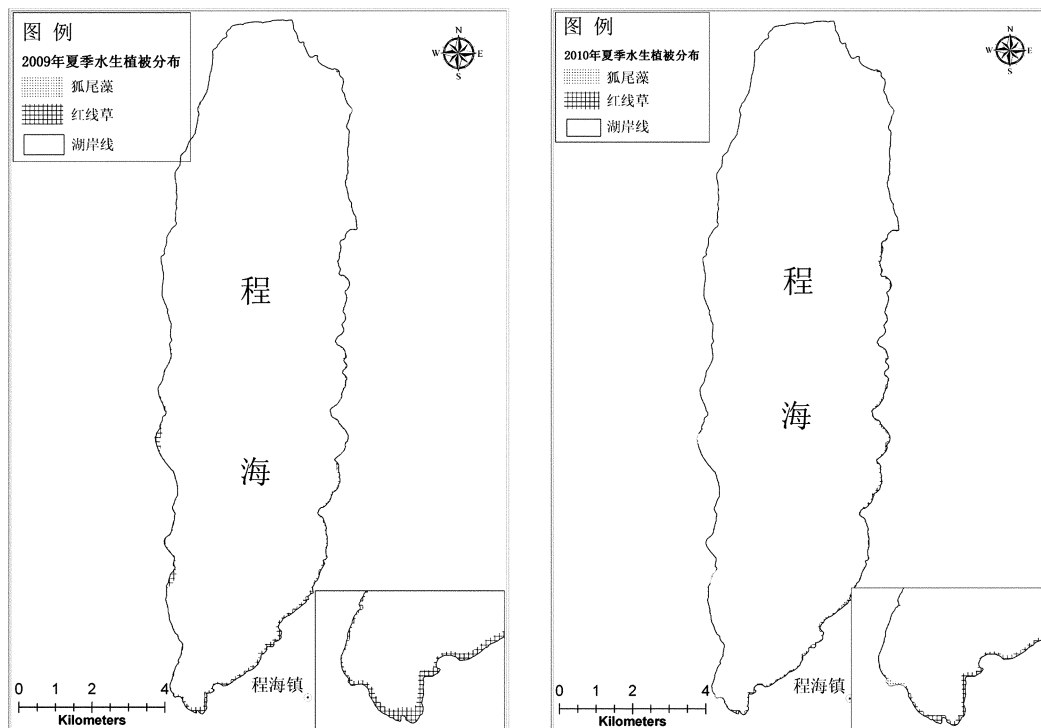 图 例
2009年夏季水生植被分布
狐尾藻
红线草
湖岸线
N
W E
S
程
海
程海镇
0 1 2 4
Kilometers
图 例
2010年夏季水生植被分布
狐尾藻
红线草
湖岸线
N
W E
S
程
海
程海镇
0 1 2 4
Kilometers